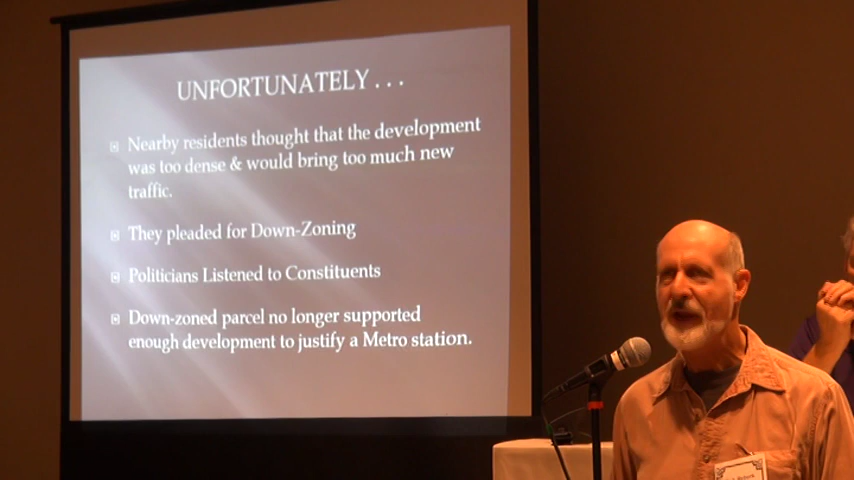 UNFORTUNATELY . . .
Nearby residents thought that the development
was too dense & would bring too much new
traffic.
They pleaded for Down-Zoning
Politicians Listened to Constituents
Down-zoned parcel no longer supported
enough development to justify a Metro station.